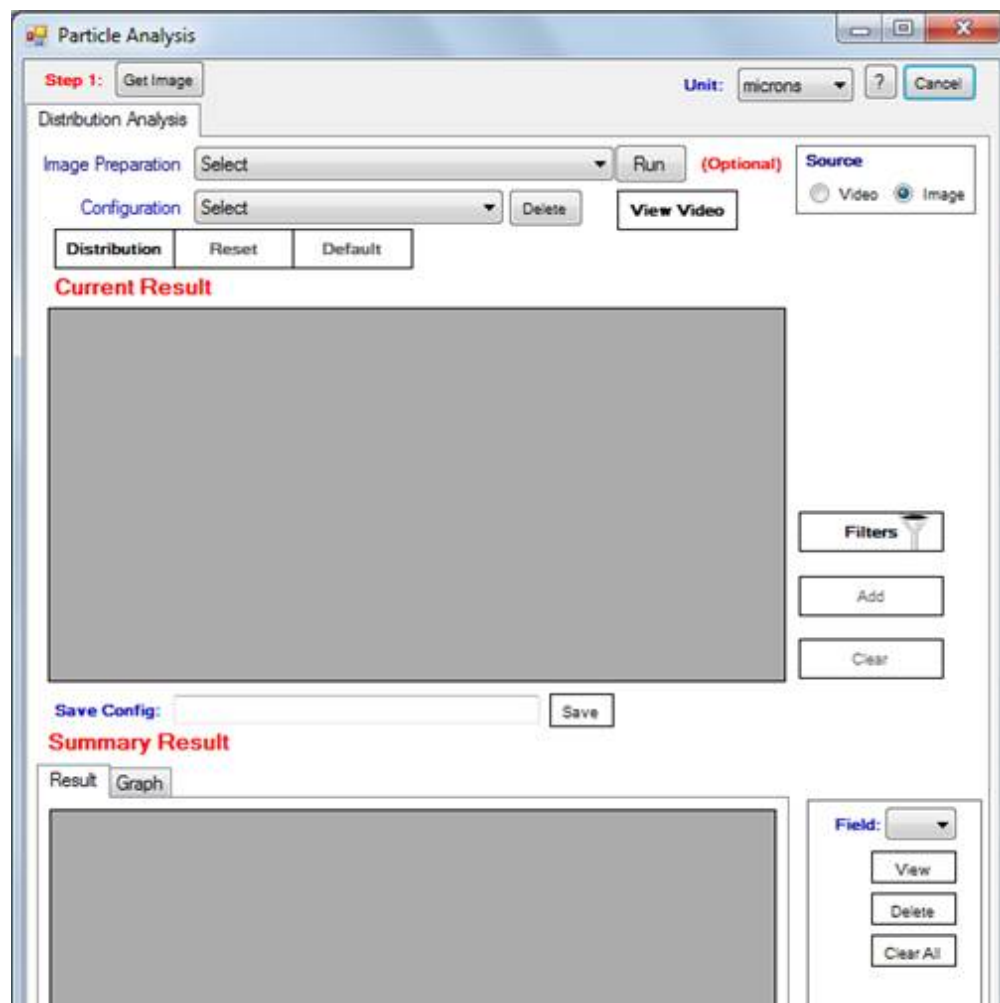 Particle Analysis
Step 1: Get Image Unit: microns ? Cancel
Distribution Analysis
Image Preparation Select Run (Optional) Source
Video Image
Configuration Select Delete View Video
Distribution Reset Default
Current Result
Filters
Add
Clear
Save Config: Save
Summary Result
Result Graph
Field:
View
Delete
Clear All